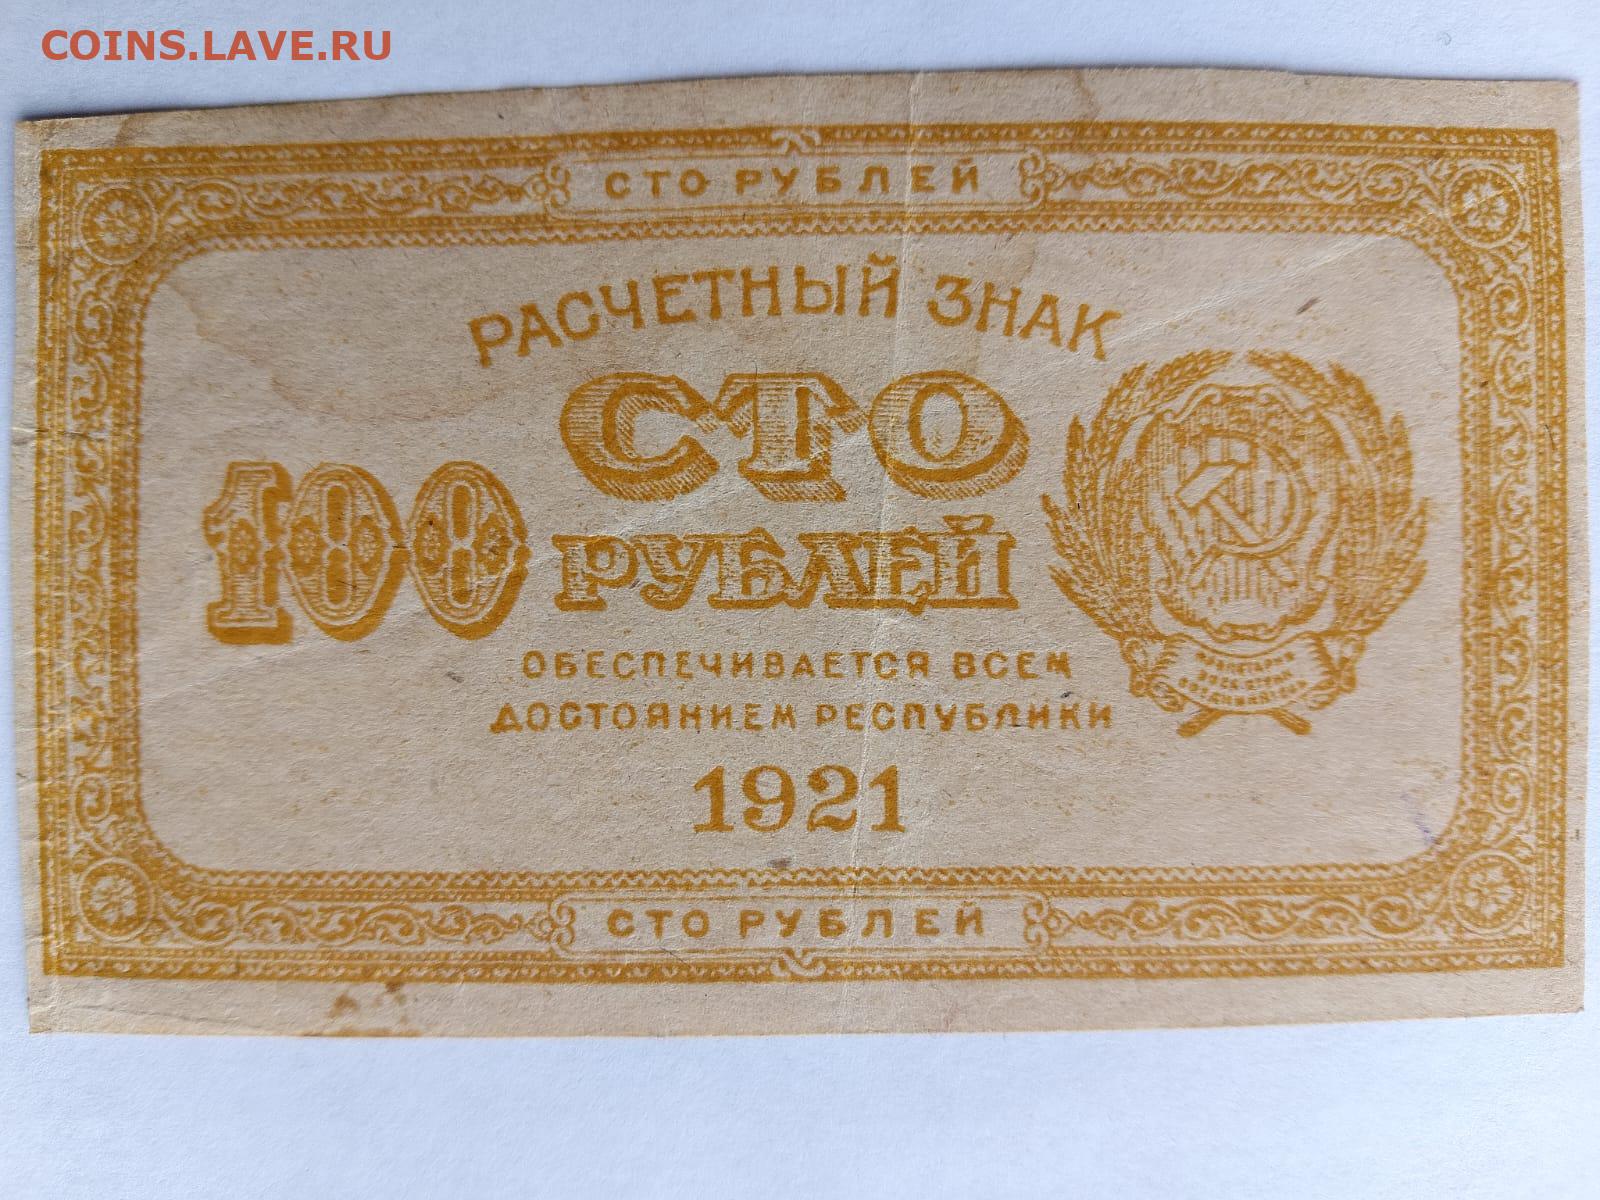 COINS.LAVE.RU
СТО РУБЛЕЙ
РАСЧЕТНЫЙ ЗНАК
СТО
100
РУБЛЕЙ
ОБЕСПЕЧИВАЕТСЯ ВСЕМ
ДОСТОЯНИЕМ РЕСПУБЛИКИ
1921
СТО РУБЛЕЙ